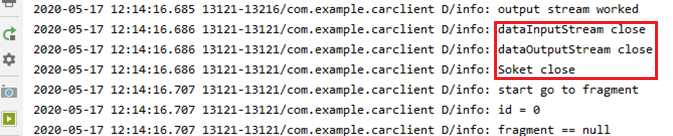 2020-05-17 12:14:16.685 13121-13216/com.example.carclient D/info: output stream worked
2020-05-17 12:14:16.686 13121-13121/com.example.carclient D/info: dataInputStream close
2020-05-17 12:14:16.686 13121-13121/com.example.carclient D/info: dataOutputStream close
2020-05-17 12:14:16.686 13121-13121/com.example.carclient D/info: Soket close
2020-05-17 12:14:16.707 13121-13121/com.example.carclient D/info: start go to fragment
2020-05-17 12:14:16.707 13121-13121/com.example.carclient D/info: id = 0
2020-05-17 12:14:16.707 13121-13121/com.example.carclient D/info: fragment == null